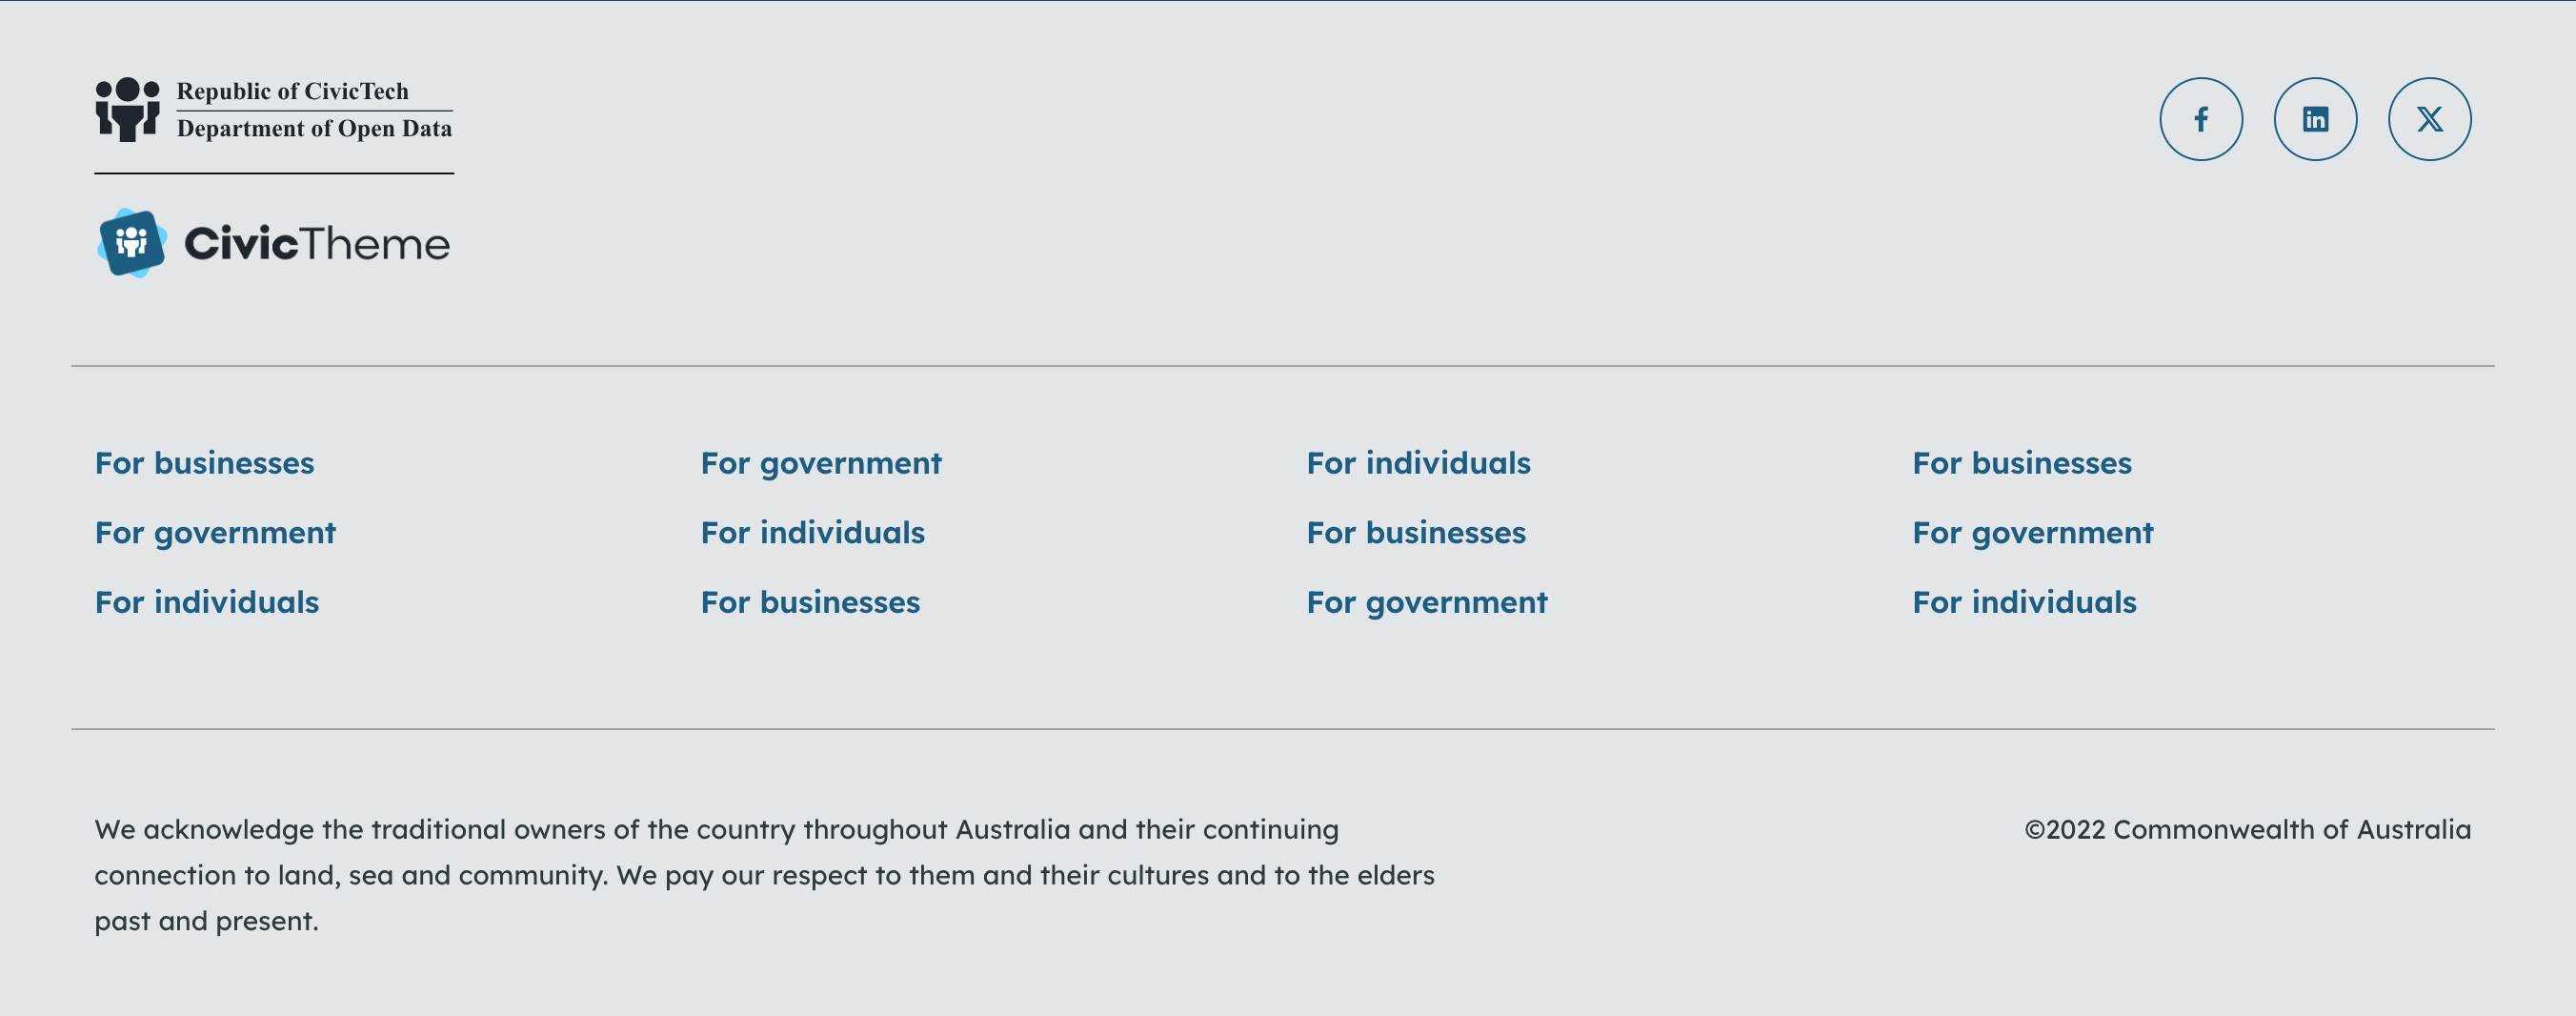 Republic of CivicTech
Department of Open Data
CivicTheme
For businesses
For government
For individuals
For government
For individuals
For businesses
For individuals
For businesses
For government
For businesses
For government
For individuals
We acknowledge the traditional owners of the country throughout Australia and their continuing
connection to land, sea and community. We pay our respect to them and their cultures and to the elders
past and present.
©2022 Commonwealth of Australia